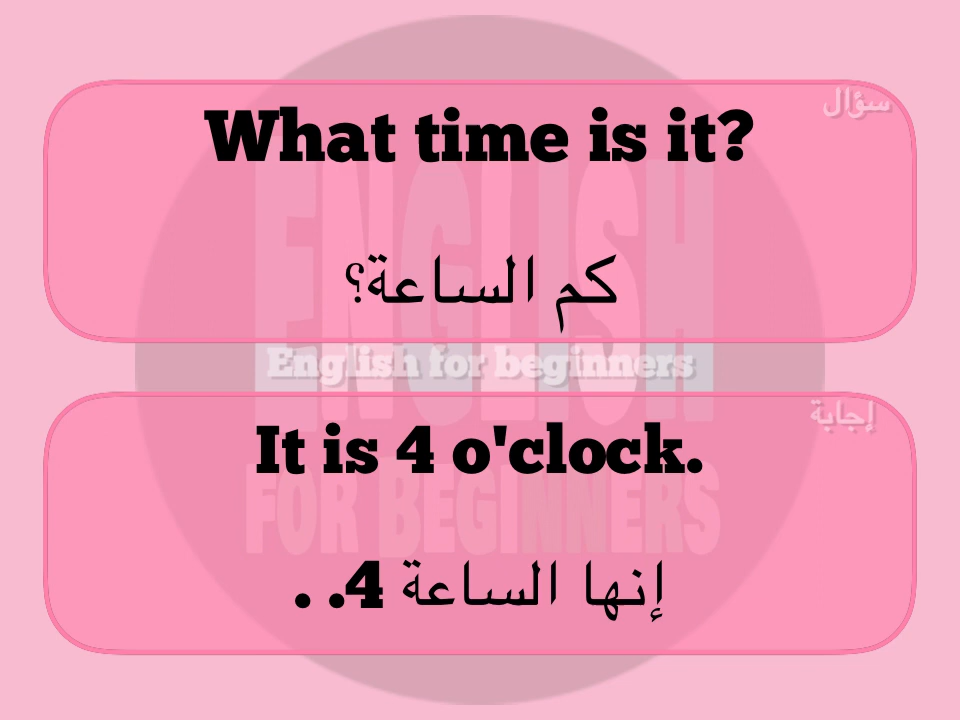 سؤال
What time is it?
كم الساعة؟
ENGLISH
English for beginners
إجابة
It is 4 o'clock.
FOR BEGINNERS
إنها الساعة 4. .